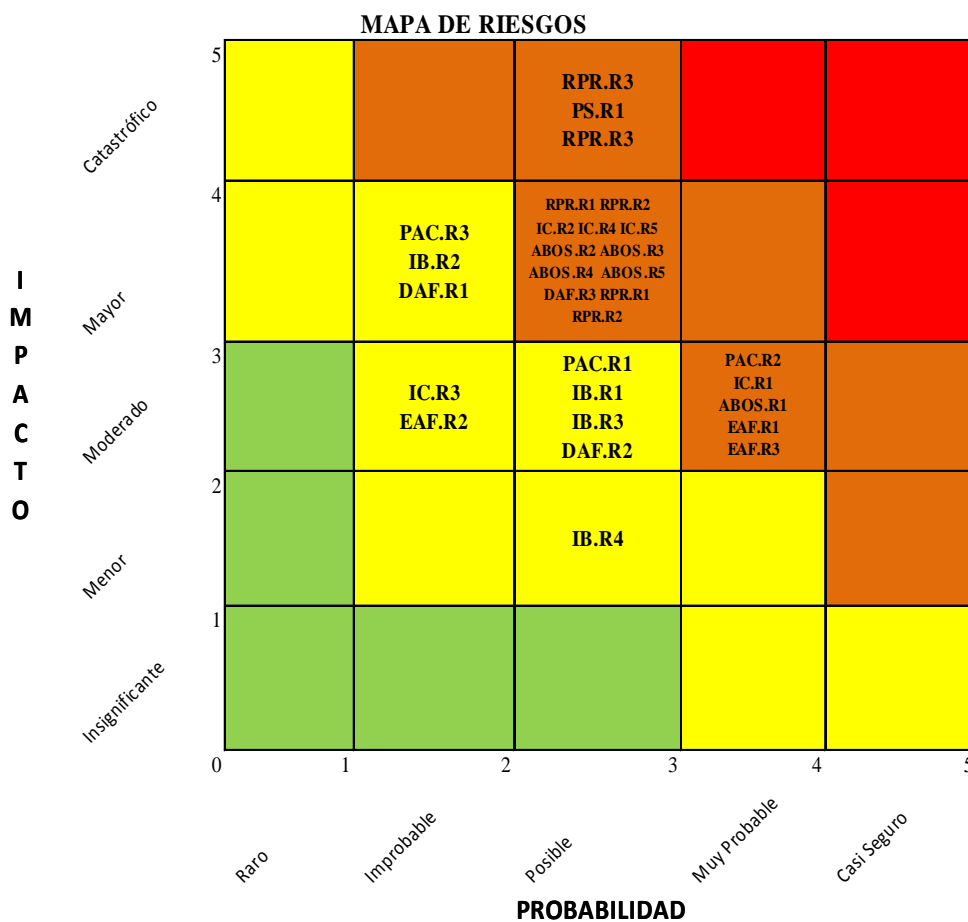 MAPA DE RIESGOS
5
Catastrófico
RPR.R3
PS.R1
RPR.R3
4
Mayor
PAC.R3
IB.R2
DAF.R1
RPR.R1 RPR.R2
IC.R2 IC.R4 IC.R5
ABOS.R2 ABOS.R3
ABOS.R4 ABOS.R5
DAF.R3 RPR.R1
RPR.R2
IMPACTO
3
Moderado
IC.R3
EAF.R2
PAC.R1
IB.R1
IB.R3
DAF.R2
PAC.R2
IC.R1
ABOS.R1
EAF.R1
EAF.R3
2
Menor
IB.R4
1
Insignificante
0 1 2 3 4 5
Raro
Improbable
Posible
Muy Probable
Casi Seguro
PROBABILIDAD